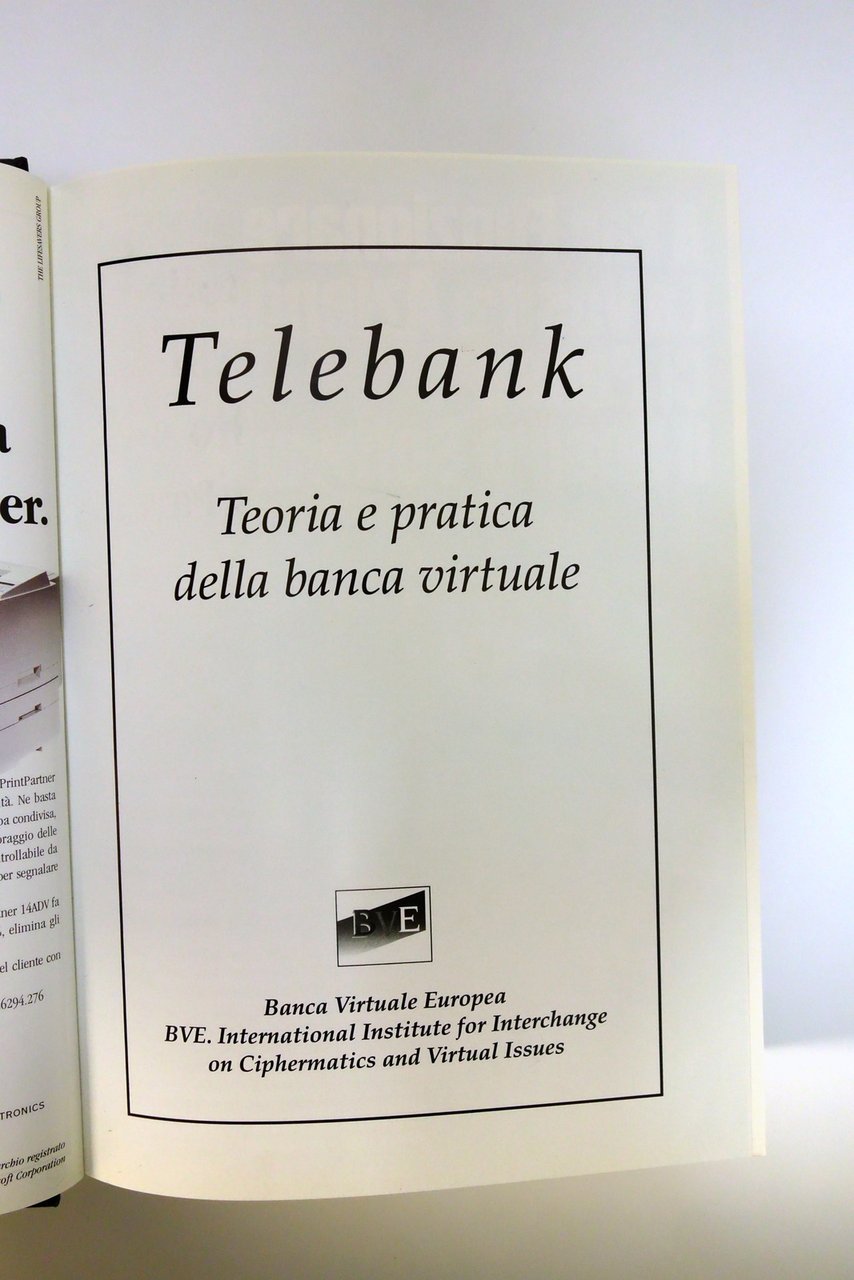 THE LIFESAVERS GROUP
a
er.
PrintPartner
tà. Ne basta
pa condivisa,
oraggio delle
trollabile da
per segnalare
ner 14ADV fa
, elimina gli
el cliente con
6294.276
TRONICS
rchio registrato
oft Corporation
Telebank
Teoria e pratica
della banca virtuale
BVE
Banca Virtuale Europea
BVE. International Institute for Interchange
on Ciphermatics and Virtual Issues